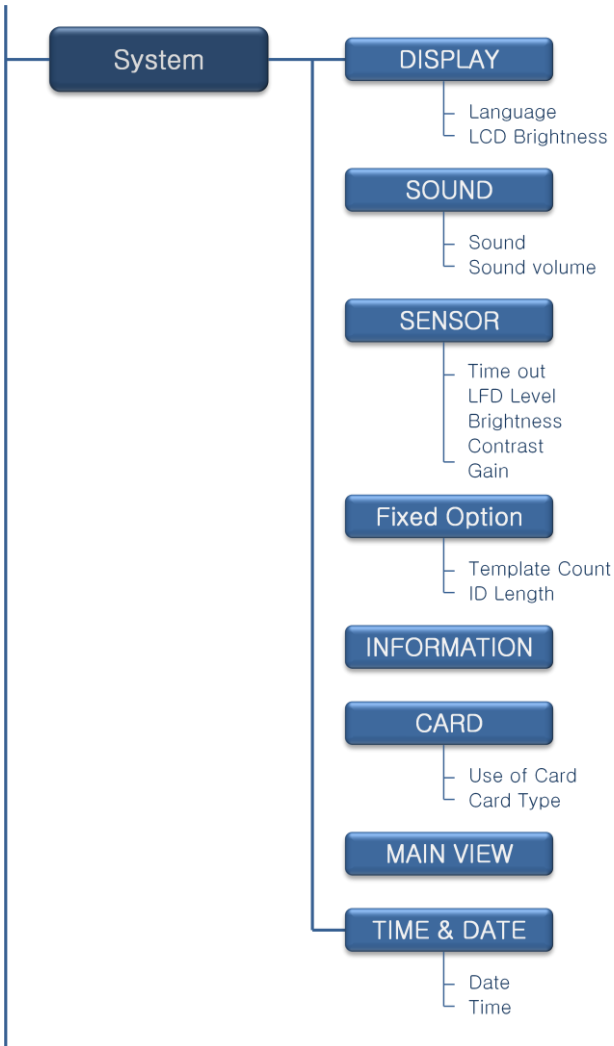 System
DISPLAY
Language
LCD Brightness
SOUND
Sound
Sound volume
SENSOR
Time out
LFD Level
Brightness
Contrast
Gain
Fixed Option
Template Count
ID Length
INFORMATION
CARD
Use of Card
Card Type
MAIN VIEW
TIME & DATE
Date
Time